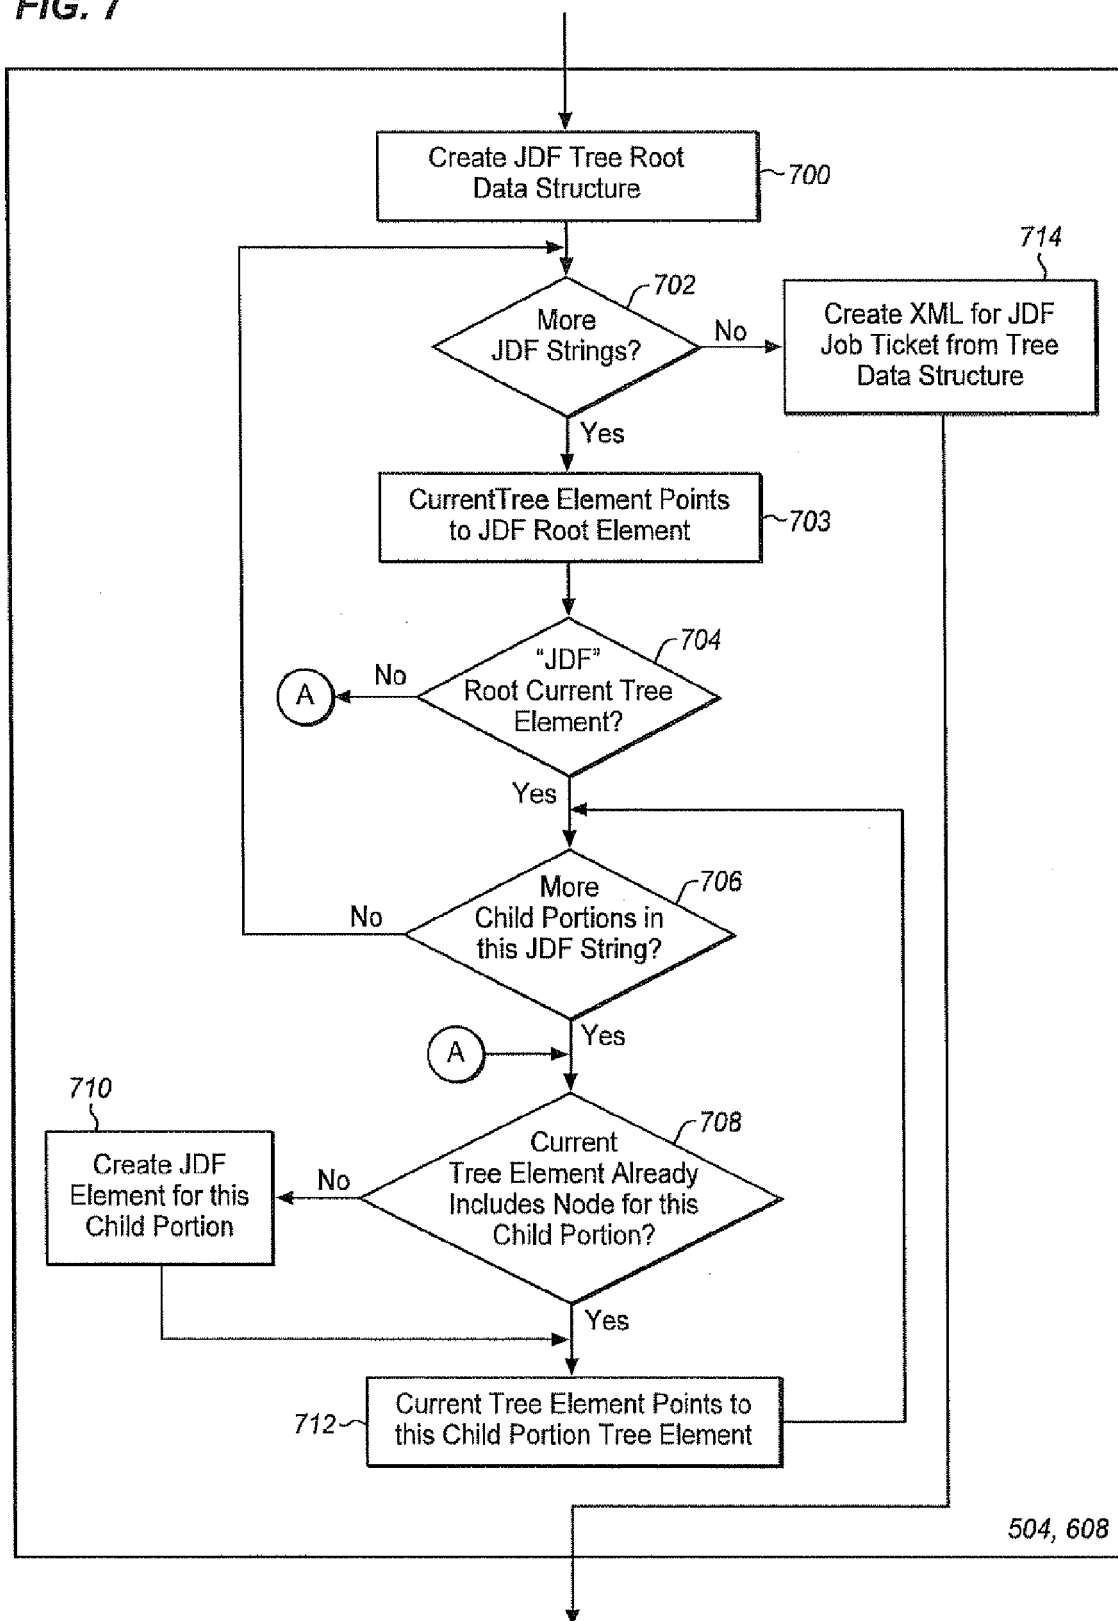 FIG. 7
Create JDF Tree Root
Data Structure
700
714
702
More
JDF Strings?
No
Create XML for JDF
Job Ticket from Tree
Data Structure
Yes
CurrentTree Element Points
to JDF Root Element
703
704
"JDF"
Root Current Tree
Element?
No
A
Yes
706
More
Child Portions in
this JDF String?
No
Yes
A
710
708
Create JDF
Element for this
Child Portion
No
Current
Tree Element Already
Includes Node for this
Child Portion?
Yes
712
Current Tree Element Points to
this Child Portion Tree Element
504, 608